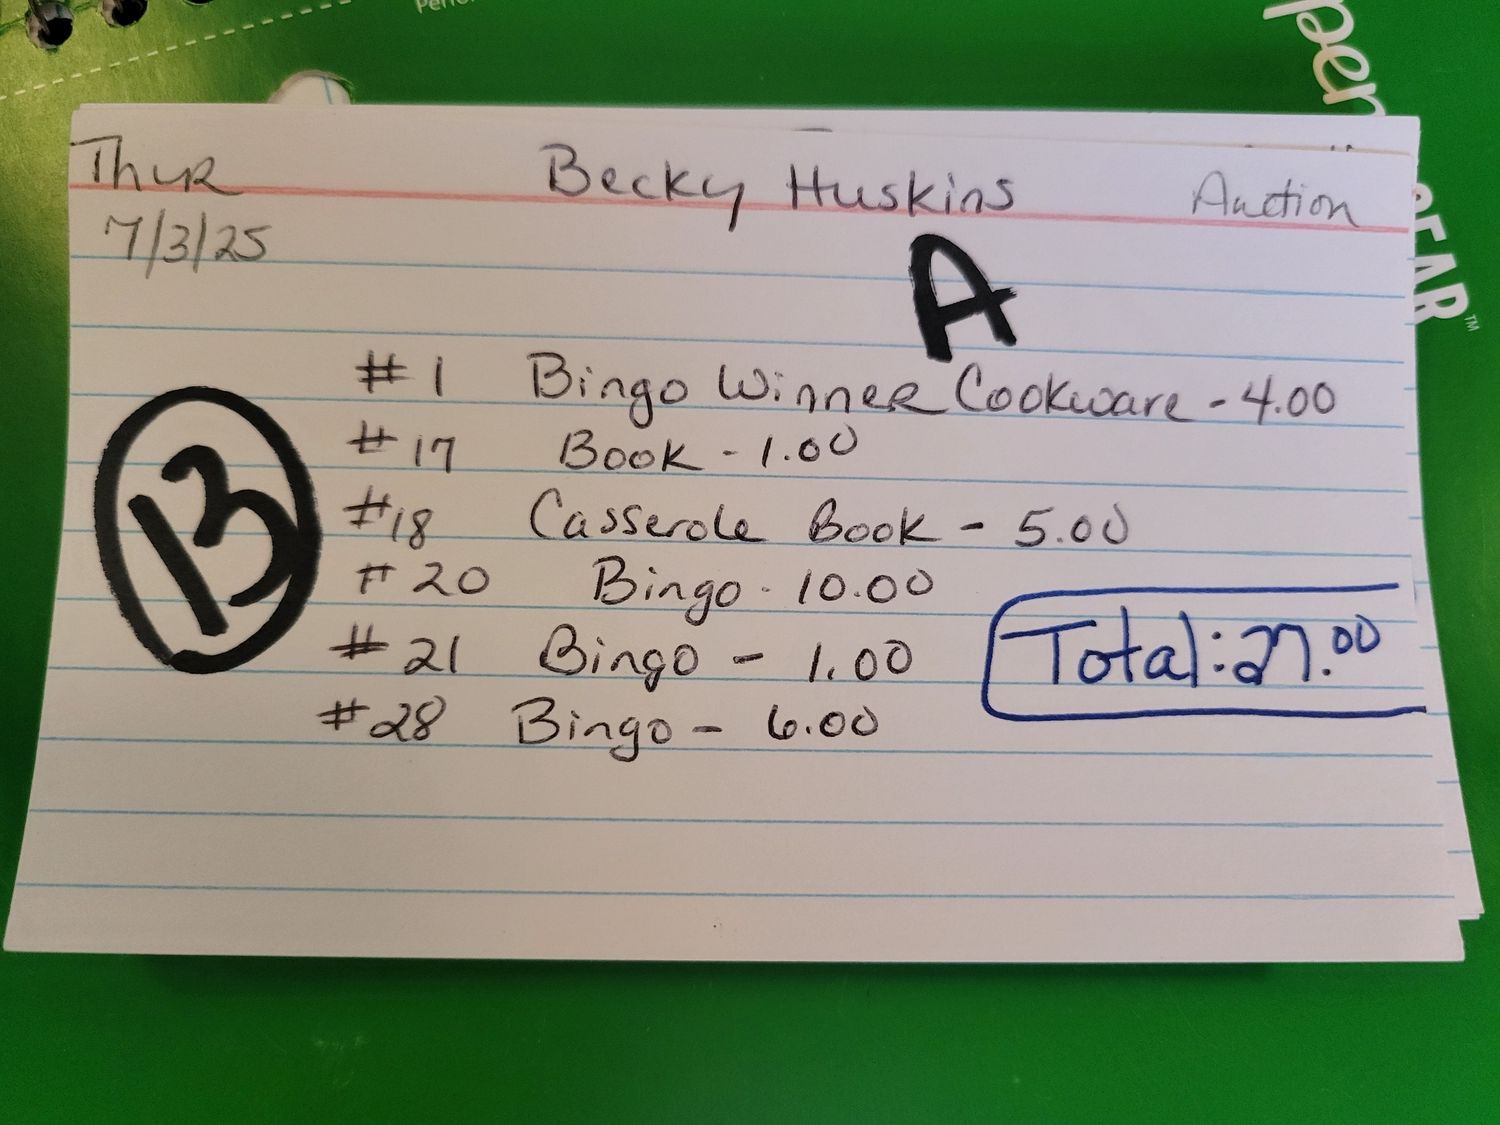 Thur Becky Huskins Auction
7/3/25
A
B
#1 Bingo Winner Cookware - 4.00
#17 Book - 1.00
#18 Casserole Book - 5.00
#20 Bingo - 10.00
#21 Bingo - 1.00
#28 Bingo - 6.00
Total: 27.00
GEAR™